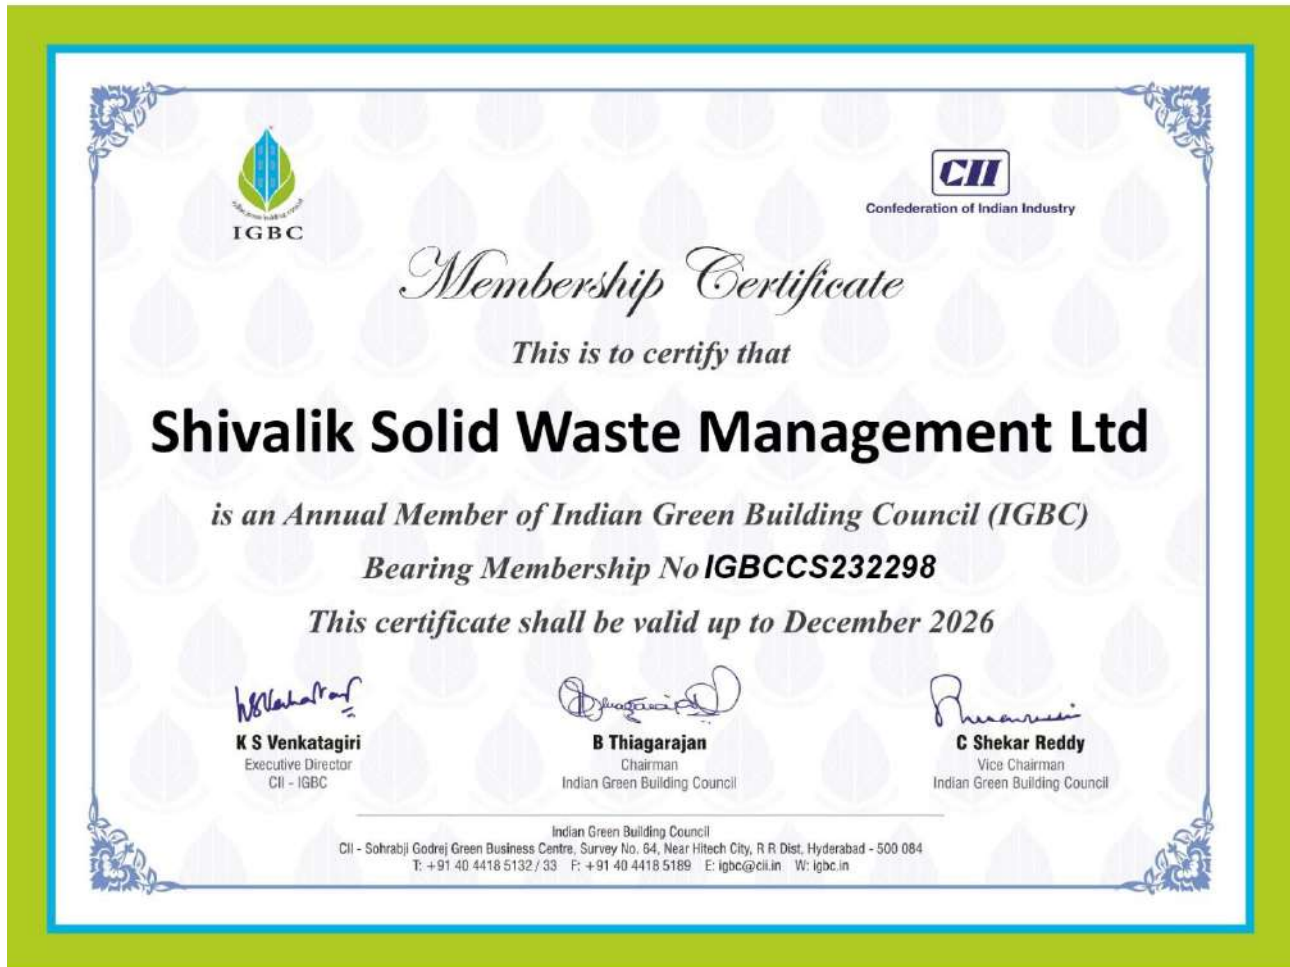 indian green building council
IGBC
CII
Confederation of Indian Industry
Membership Certificate
This is to certify that
Shivalik Solid Waste Management Ltd
is an Annual Member of Indian Green Building Council (IGBC)
Bearing Membership No IGBCCS232298
This certificate shall be valid up to December 2026
K S Venkatagiri
Executive Director
CII - IGBC
B Thiagarajan
Chairman
Indian Green Building Council
C Shekar Reddy
Vice Chairman
Indian Green Building Council
Indian Green Building Council
CII - Sohrabji Godrej Green Business Centre, Survey No. 64, Near Hitech City, R R Dist, Hyderabad - 500 084
T: +91 40 4418 5132 / 33 F: +91 40 4418 5189 E: igbc@cii.in W: igbc.in